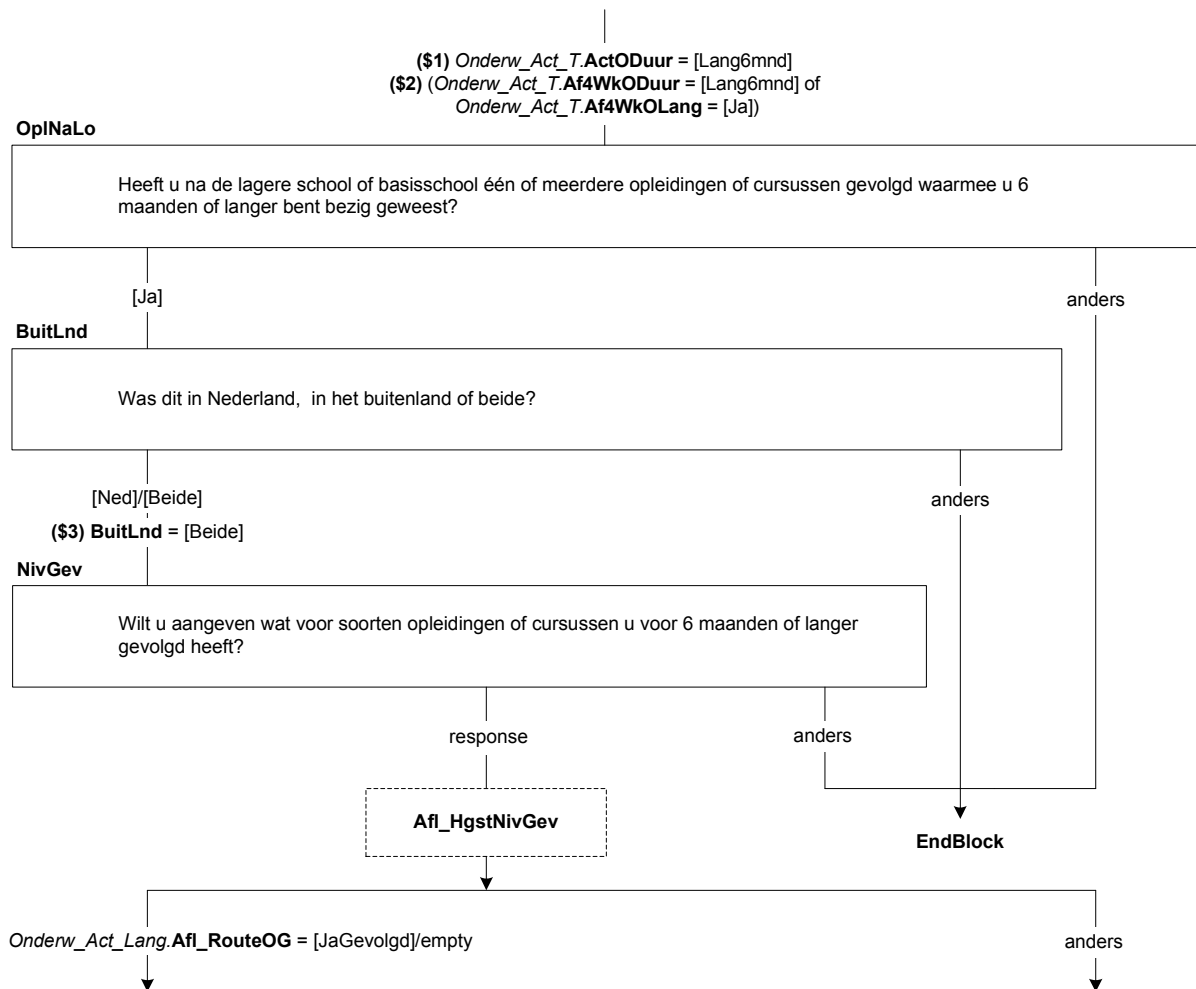 ($1) Onderw_Act_T.ActODuur = [Lang6mnd]
($2) (Onderw_Act_T.Af4WkODuur = [Lang6mnd] of
Onderw_Act_T.Af4WkOLang = [Ja])
OplNaLo
Heeft u na de lagere school of basisschool één of meerdere opleidingen of cursussen gevolgd waarmee u 6
maanden of langer bent bezig geweest?
[Ja]
anders
BuitLnd
Was dit in Nederland, in het buitenland of beide?
[Ned]/[Beide]
anders
($3) BuitLnd = [Beide]
NivGev
Wilt u aangeven wat voor soorten opleidingen of cursussen u voor 6 maanden of langer
gevolgd heeft?
response
anders
Afl_HgstNivGev
EndBlock
Onderw_Act_Lang.Afl_RouteOG = [JaGevolgd]/empty
anders